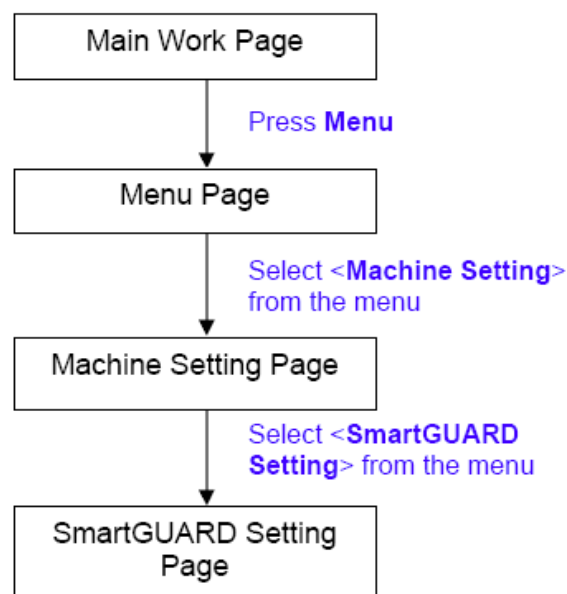 Main Work Page
Press Menu
Menu Page
Select <Machine Setting>
from the menu
Machine Setting Page
Select <SmartGUARD
Setting> from the menu
SmartGUARD Setting
Page